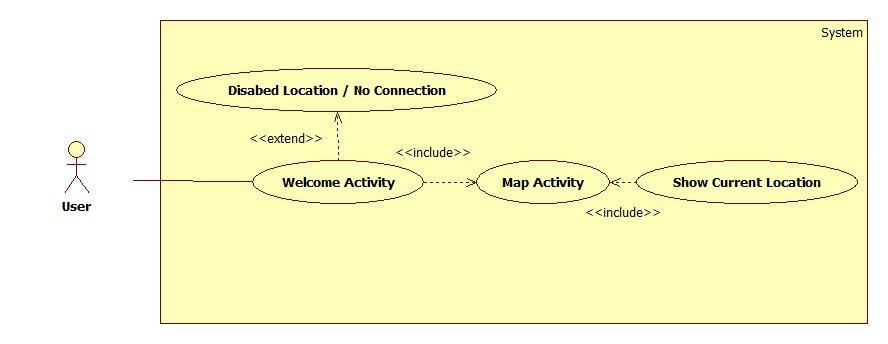 System
Disabed Location / No Connection
<<extend>>
<<include>>
Welcome Activity
Map Activity
Show Current Location
User
<<include>>